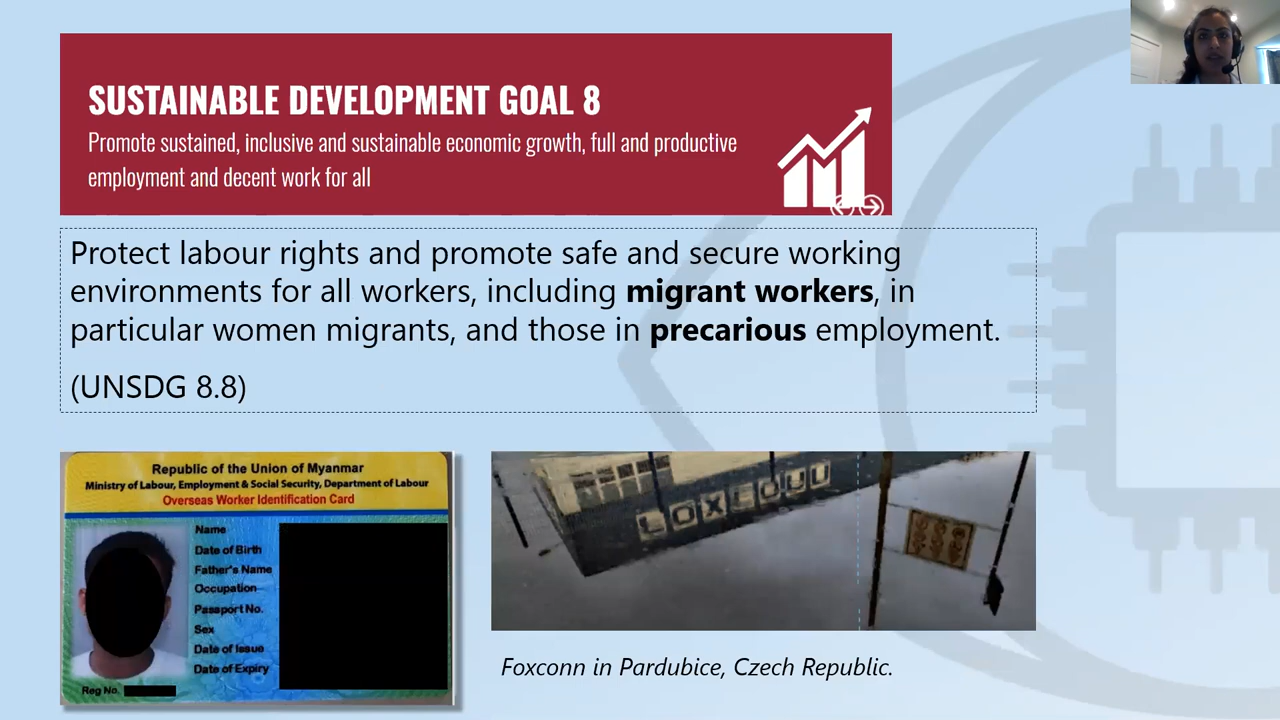 SUSTAINABLE DEVELOPMENT GOAL 8
Promote sustained, inclusive and sustainable economic growth, full and productive
employment and decent work for all
Protect labour rights and promote safe and secure working
environments for all workers, including migrant workers, in
particular women migrants, and those in precarious employment.
(UNSDG 8.8)
Republic of the Union of Myanmar
Ministry of Labour, Employment & Social Security, Department of Labour
Overseas Worker Identification Card
Name
Date of Birth
Father's Name
Occupation
Passport No.
Sex
Date of Issue
Date of Expiry
Reg No.
Foxconn in Pardubice, Czech Republic.